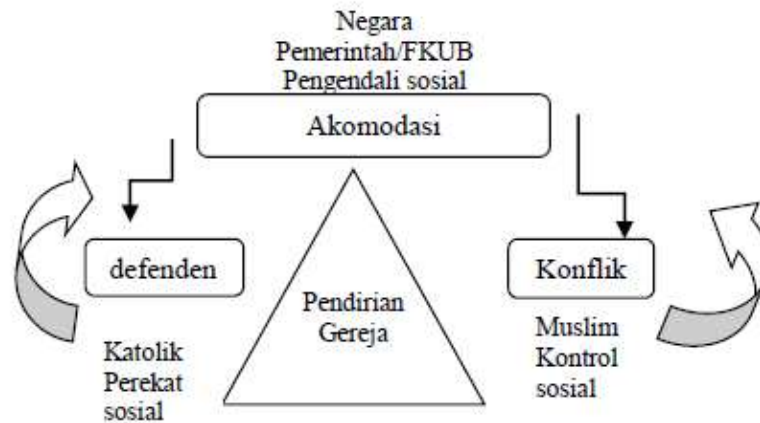 Negara
Pemerintah/FKUB
Pengendali sosial
Akomodasi
defenden
Konflik
Pendirian
Gereja
Katolik
Perekat
sosial
Muslim
Kontrol
sosial